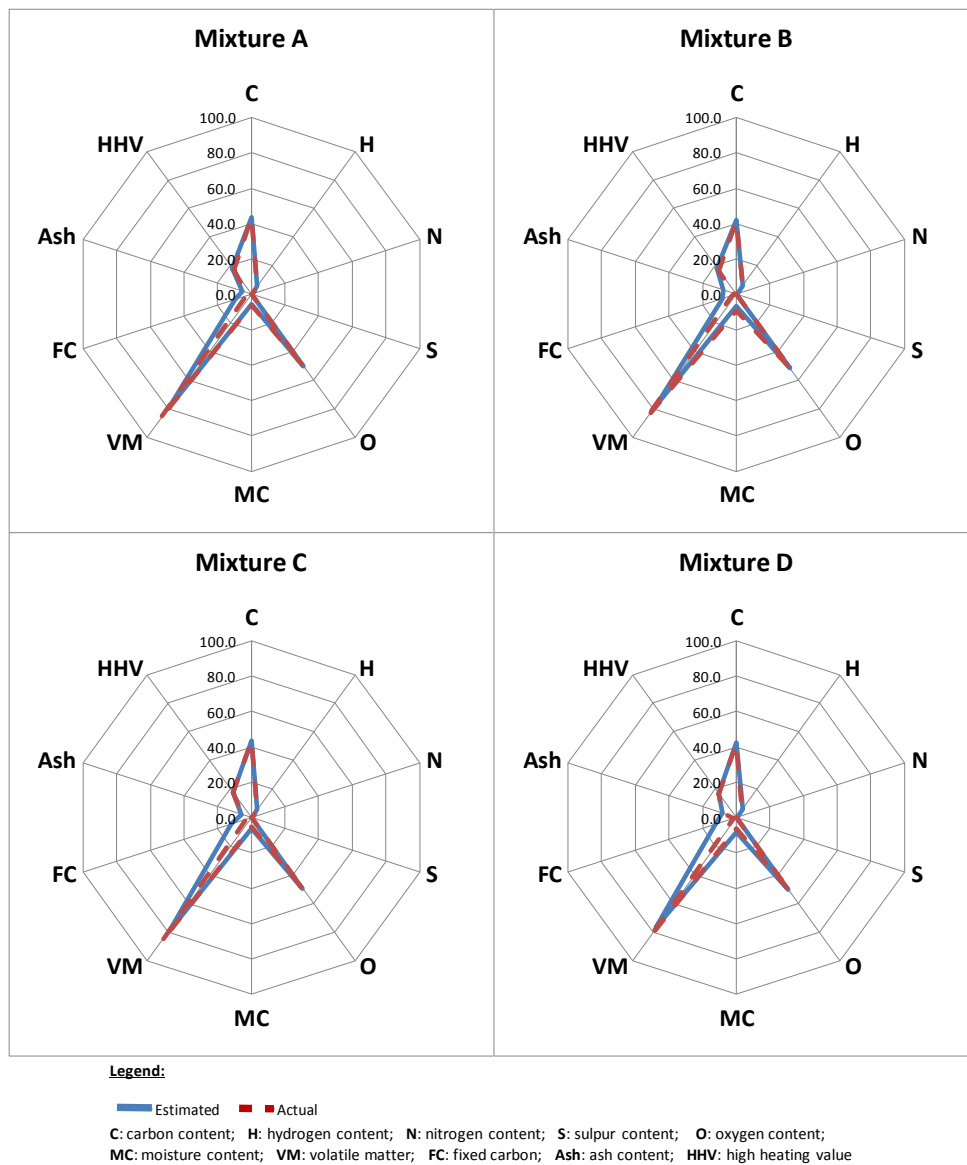 Mixture A
C
H
N
S
O
MC
VM
FC
Ash
HHV
100.0
80.0
60.0
40.0
20.0
0.0
Mixture B
C
H
N
S
O
MC
VM
FC
Ash
HHV
100.0
80.0
60.0
40.0
20.0
0.0
Mixture C
C
H
N
S
O
MC
VM
FC
Ash
HHV
100.0
80.0
60.0
40.0
20.0
0.0
Mixture D
C
H
N
S
O
MC
VM
FC
Ash
HHV
100.0
80.0
60.0
40.0
20.0
0.0
Legend:
Estimated Actual
C: carbon content; H: hydrogen content; N: nitrogen content; S: sulpur content; O: oxygen content;
MC: moisture content; VM: volatile matter; FC: fixed carbon; Ash: ash content; HHV: high heating value